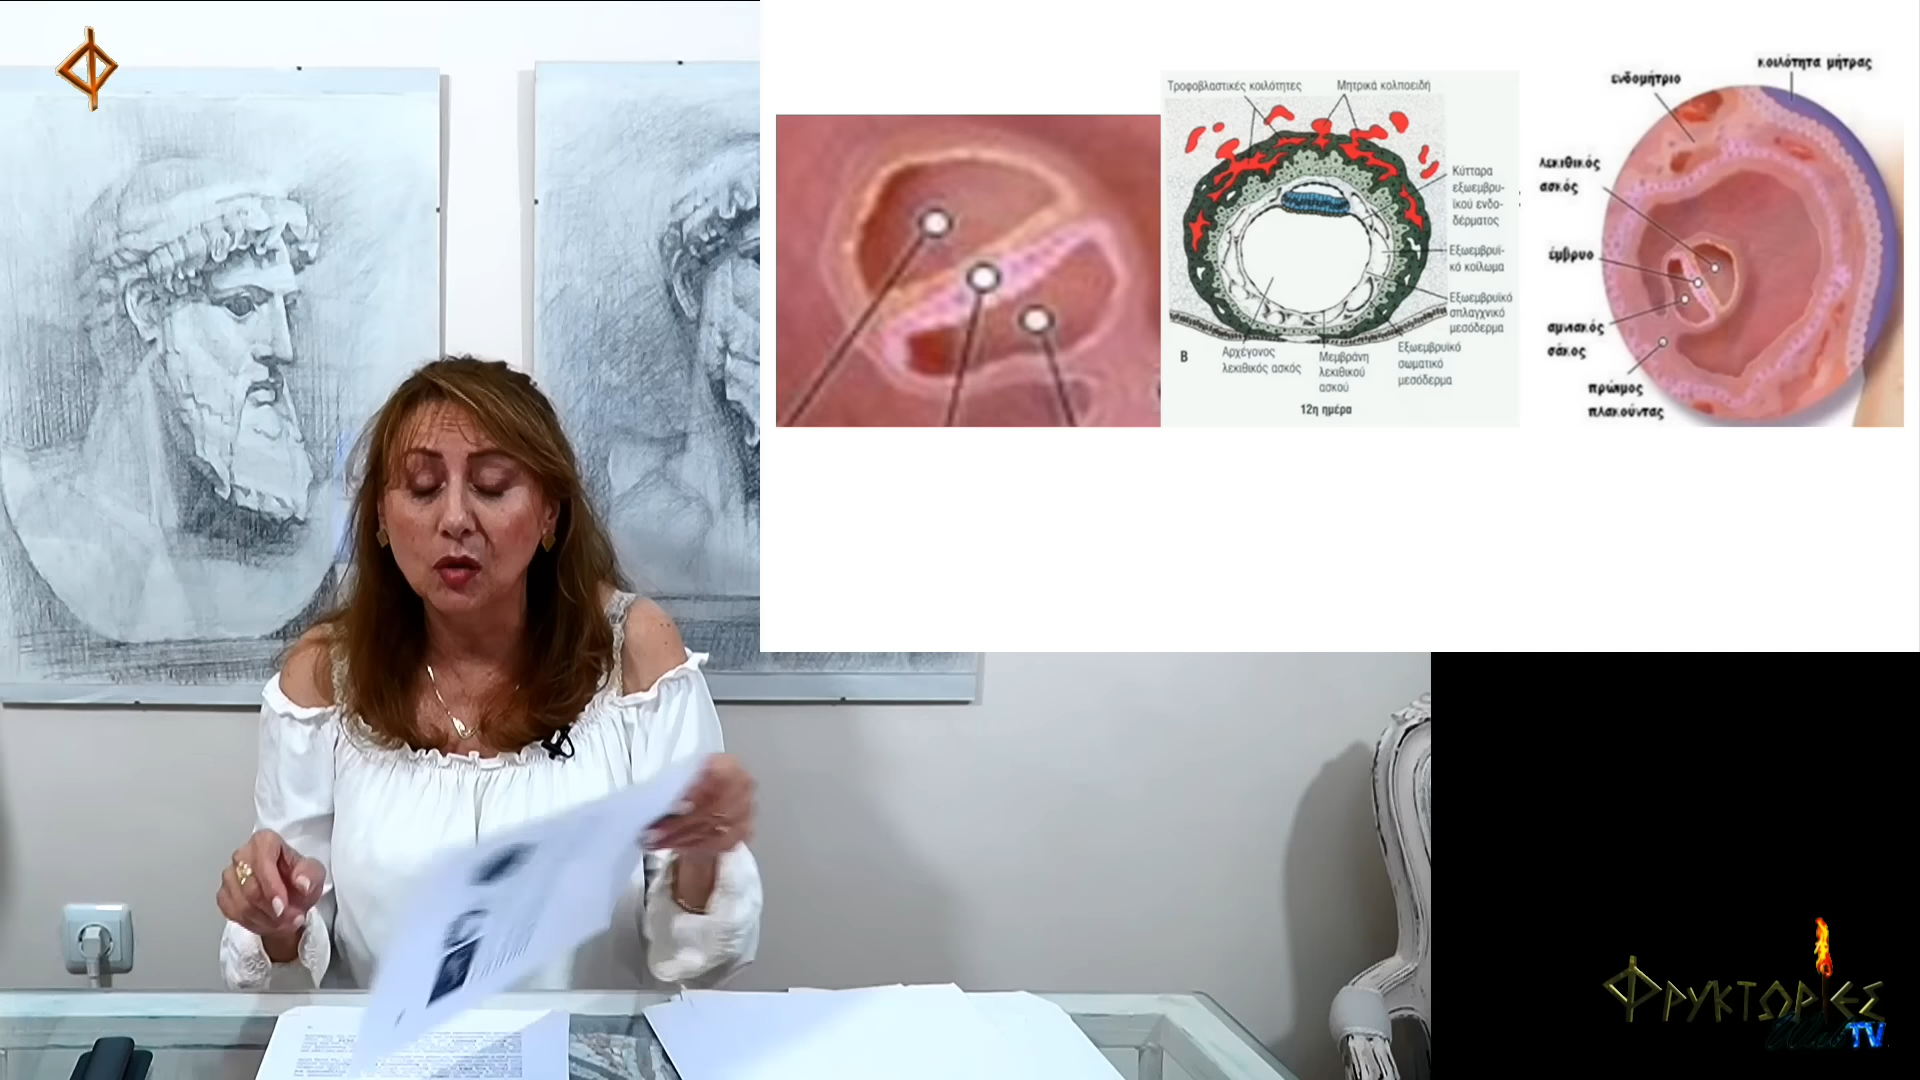 Τροφοβλαστικές κοιλότητες
Μητρικά κολποειδή
Κύτταρα
εξωεμβρυ-
ϊκού ενδο-
δέρματος
Εξωεμβρυϊ-
κό κοίλωμα
Εξωεμβρυϊκό
σπλαγχνικό
μεσόδερμα
Αρχέγονος
λεκιθικός ασκός
Μεμβράνη
λεκιθικού
ασκού
Εξωεμβρυϊκό
σωματικό
μεσόδερμα
Β
12η ημέρα
κοιλότητα μήτρας
ενδομήτριο
λεκιθικός
ασκός
έμβρυο
αμνιακός
σάκος
πρώιμος
πλακούντας
ΦΡΥΚΤΩΡΙΕΣ
Web TV